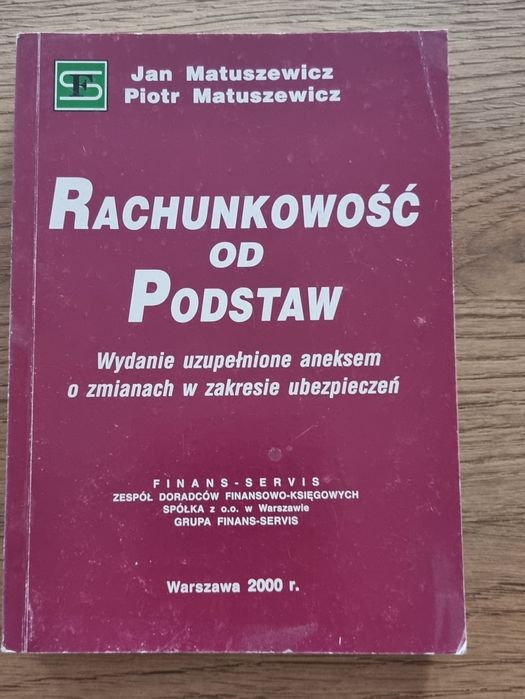 FS
Jan Matuszewicz
Piotr Matuszewicz
RACHUNKOWOŚĆ
OD
PODSTAW
Wydanie uzupełnione aneksem
o zmianach w zakresie ubezpieczeń
FINANS-SERVIS
ZESPÓŁ DORADCÓW FINANSOWO-KSIĘGOWYCH
SPÓŁKA z o.o. w Warszawie
GRUPA FINANS-SERVIS
Warszawa 2000 r.